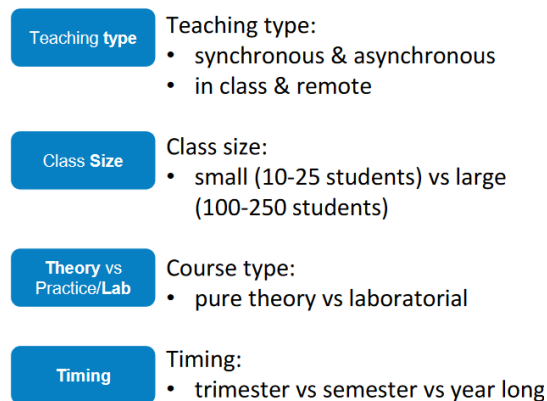 Teaching type
Teaching type:
• synchronous & asynchronous
• in class & remote
Class Size
Class size:
• small (10-25 students) vs large
(100-250 students)
Theory vs
Practice/Lab
Course type:
• pure theory vs laboratorial
Timing
Timing:
• trimester vs semester vs year long